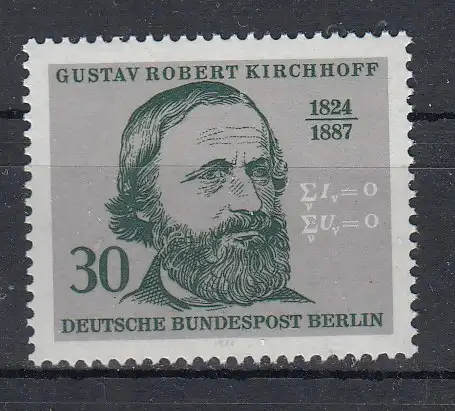 GUSTAV ROBERT KIRCHHOFF
1824
1887
∑ᵥ Iᵥ = 0
∑ᵥ Uᵥ = 0
30
DEUTSCHE BUNDESPOST BERLIN